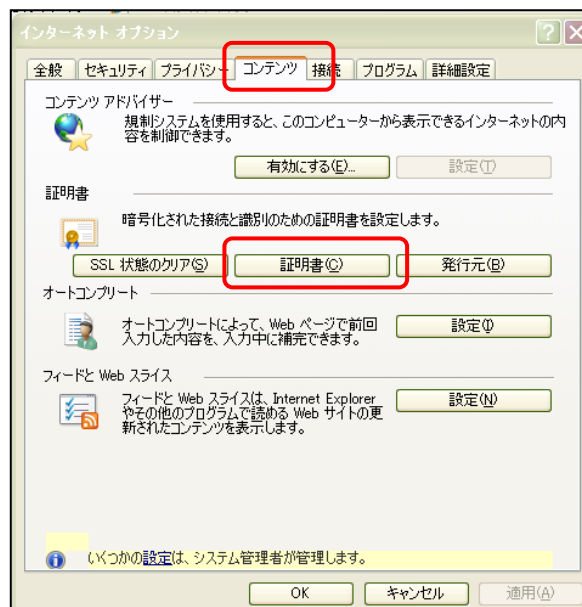 インターネット オプション
全般 セキュリティ プライバシー コンテンツ 接続 プログラム 詳細設定
コンテンツ アドバイザー
規制システムを使用すると、このコンピューターから表示できるインターネットの内
容を制御できます。
有効にする(E)... 設定(T)
証明書
暗号化された接続と識別のための証明書を設定します。
SSL 状態のクリア(S) 証明書(C) 発行元(B)
オートコンプリート
オートコンプリートによって、Web ページで前回
入力した内容を、入力中に補完できます。
設定(I)
フィードと Web スライス
フィードと Web スライスは、Internet Explorer
やその他のプログラムで読める Web サイトの更
新されたコンテンツを表示します。
設定(N)
いくつかの設定は、システム管理者が管理します。
OK キャンセル 適用(A)